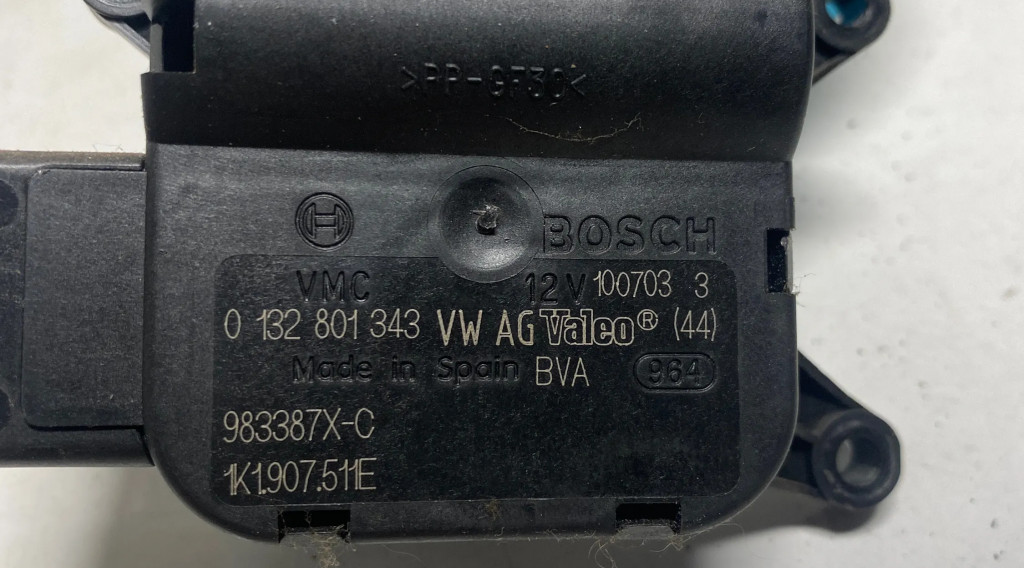 >PP-GF30<
BOSCH
VMC 12V 100703 3
0 132 801 343 VW AG Valeo® (44)
Made in Spain BVA 964
983387X-C
1K1.907.511E